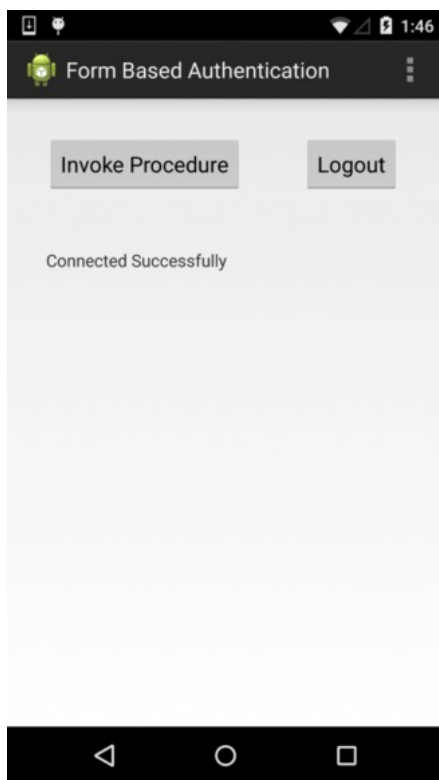 1:46
Form Based Authentication
Invoke Procedure
Logout
Connected Successfully